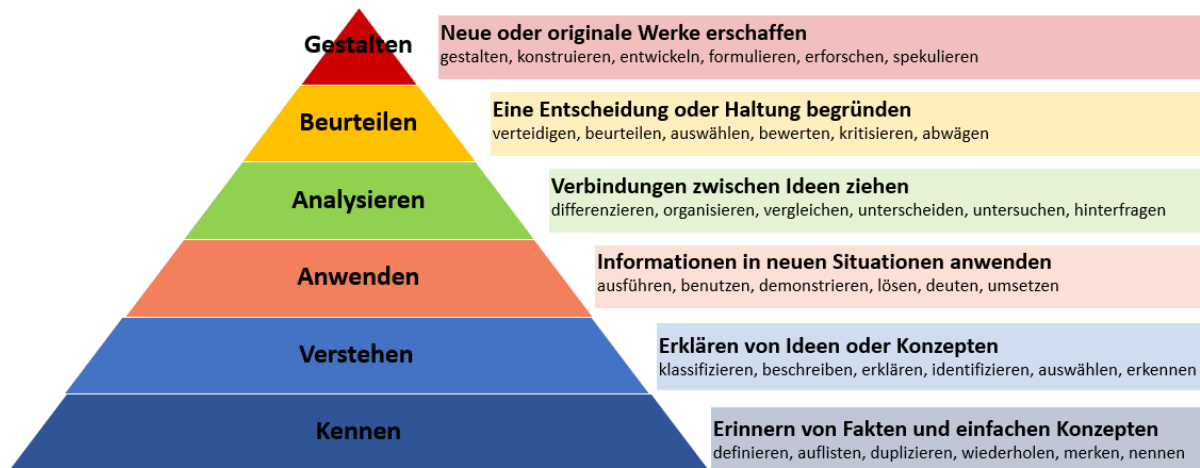 Gestalten
Neue oder originale Werke erschaffen
gestalten, konstruieren, entwickeln, formulieren, erforschen, spekulieren
Beurteilen
Eine Entscheidung oder Haltung begründen
verteidigen, beurteilen, auswählen, bewerten, kritisieren, abwägen
Analysieren
Verbindungen zwischen Ideen ziehen
differenzieren, organisieren, vergleichen, unterscheiden, untersuchen, hinterfragen
Anwenden
Informationen in neuen Situationen anwenden
ausführen, benutzen, demonstrieren, lösen, deuten, umsetzen
Verstehen
Erklären von Ideen oder Konzepten
klassifizieren, beschreiben, erklären, identifizieren, auswählen, erkennen
Kennen
Erinnern von Fakten und einfachen Konzepten
definieren, auflisten, duplizieren, wiederholen, merken, nennen